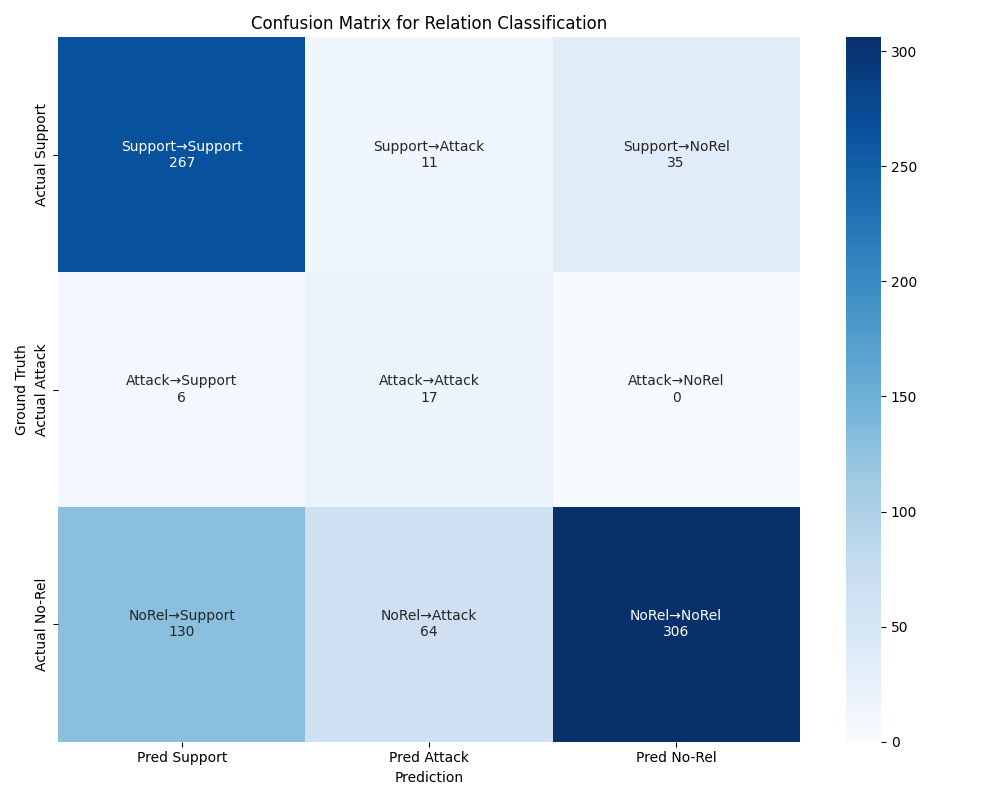 Confusion Matrix for Relation Classification
Ground Truth
Actual Support
Support→Support
267
Support→Attack
11
Support→NoRel
35
Actual Attack
Attack→Support
6
Attack→Attack
17
Attack→NoRel
0
Actual No-Rel
NoRel→Support
130
NoRel→Attack
64
NoRel→NoRel
306
Pred Support
Pred Attack
Pred No-Rel
Prediction
300
250
200
150
100
50
0